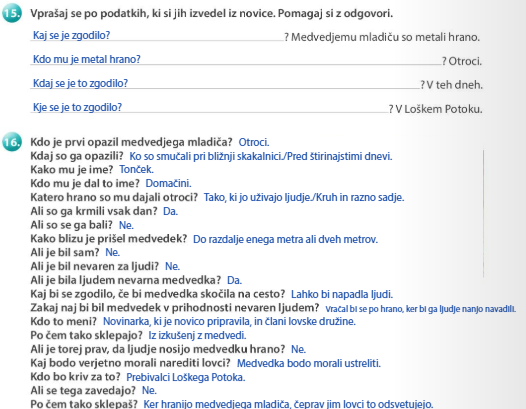 15. Vprašaj se po podatkih, ki si jih izvedel iz novice. Pomagaj si z odgovori.
Kaj se je zgodilo? ? Medvedjemu mladiču so metali hrano.
Kdo mu je metal hrano? ? Otroci.
Kdaj se je to zgodilo? ? V teh dneh.
Kje se je to zgodilo? ? V Loškem Potoku.
16. Kdo je prvi opazil medvedjega mladiča? Otroci.
Kdaj so ga opazili? Ko so smučali pri bližnji skakalnici./Pred štirinajstimi dnevi.
Kako mu je ime? Tonček.
Kdo mu je dal to ime? Domačini.
Katero hrano so mu dajali otroci? Tako, ki jo uživajo ljudje./Kruh in razno sadje.
Ali so ga krmili vsak dan? Da.
Ali so se ga bali? Ne.
Kako blizu je prišel medvedek? Do razdalje enega metra ali dveh metrov.
Ali je bil sam? Ne.
Ali je bil nevaren za ljudi? Ne.
Ali je bila ljudem nevarna medvedka? Da.
Kaj bi se zgodilo, če bi medvedka skočila na cesto? Lahko bi napadla ljudi.
Zakaj naj bi bil medvedek v prihodnosti nevaren ljudem? Vračal bi se po hrano, ker bi ga ljudje nanjo navadili.
Kdo to meni? Novinarka, ki je novico pripravila, in člani lovske družine.
Po čem tako sklepajo? Iz izkušenj z medvedi.
Ali je torej prav, da ljudje nosijo medvedku hrano? Ne.
Kaj bodo verjetno morali narediti lovci? Medvedka bodo morali ustreliti.
Kdo bo kriv za to? Prebivalci Loškega Potoka.
Ali se tega zavedajo? Ne.
Po čem tako sklepaš? Ker hranijo medvedjega mladiča, čeprav jim lovci to odsvetujejo.